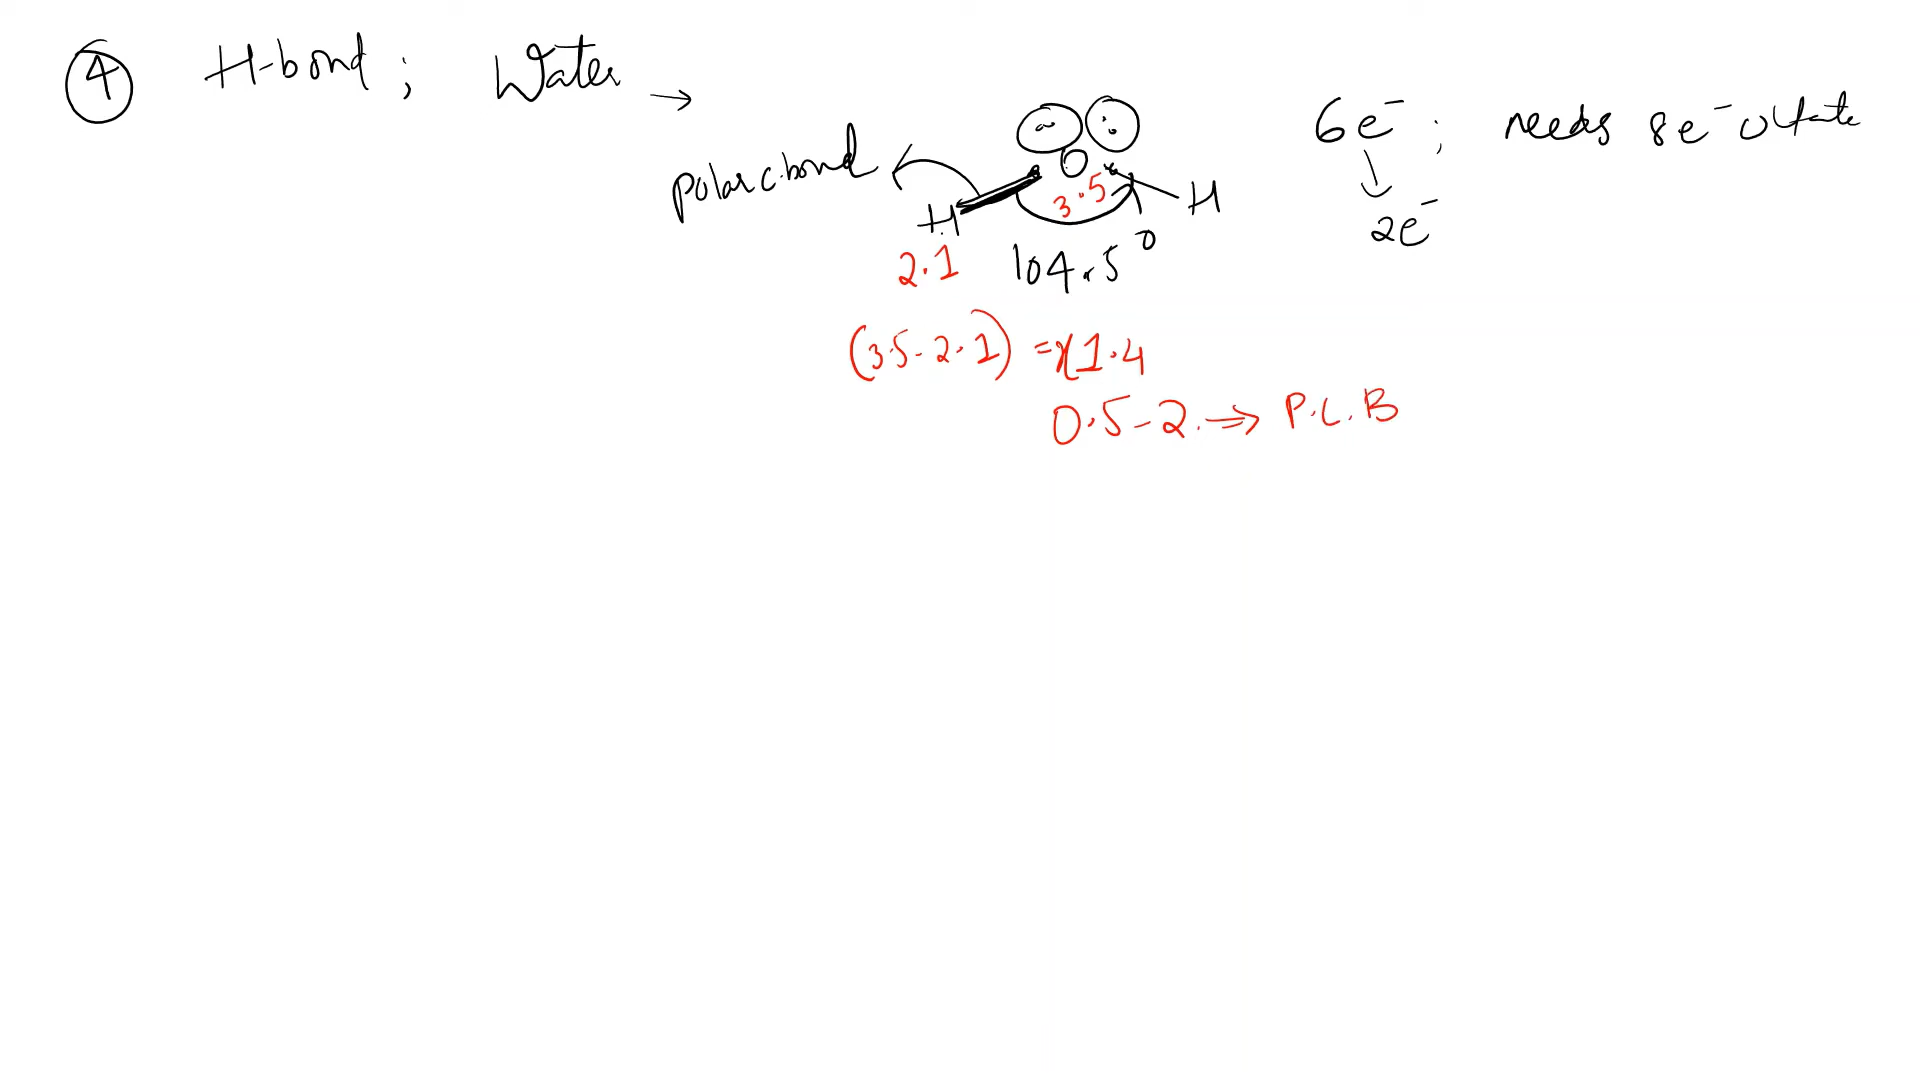 4 H-bond ; Water →
6e⁻ ; needs 8e⁻
2e⁻
polar c.bond
O
H H
3.5
2.1
104.5°
(3.5-2.1) = 1.4
0.5-2. ⇒ P.C.B